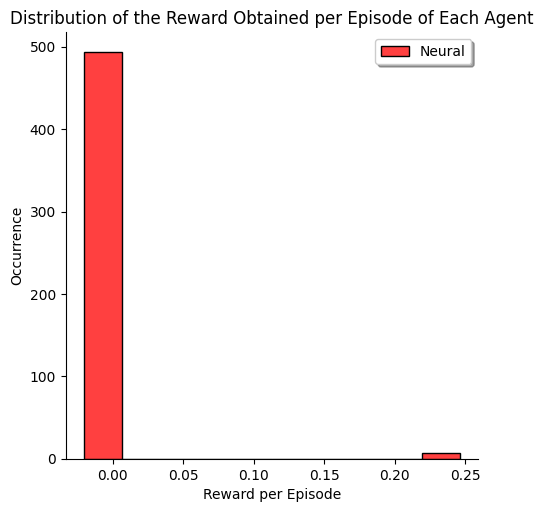 Distribution of the Reward Obtained per Episode of Each Agent
Neural
Occurrence
500
400
300
200
100
0
0.00 0.05 0.10 0.15 0.20 0.25
Reward per Episode